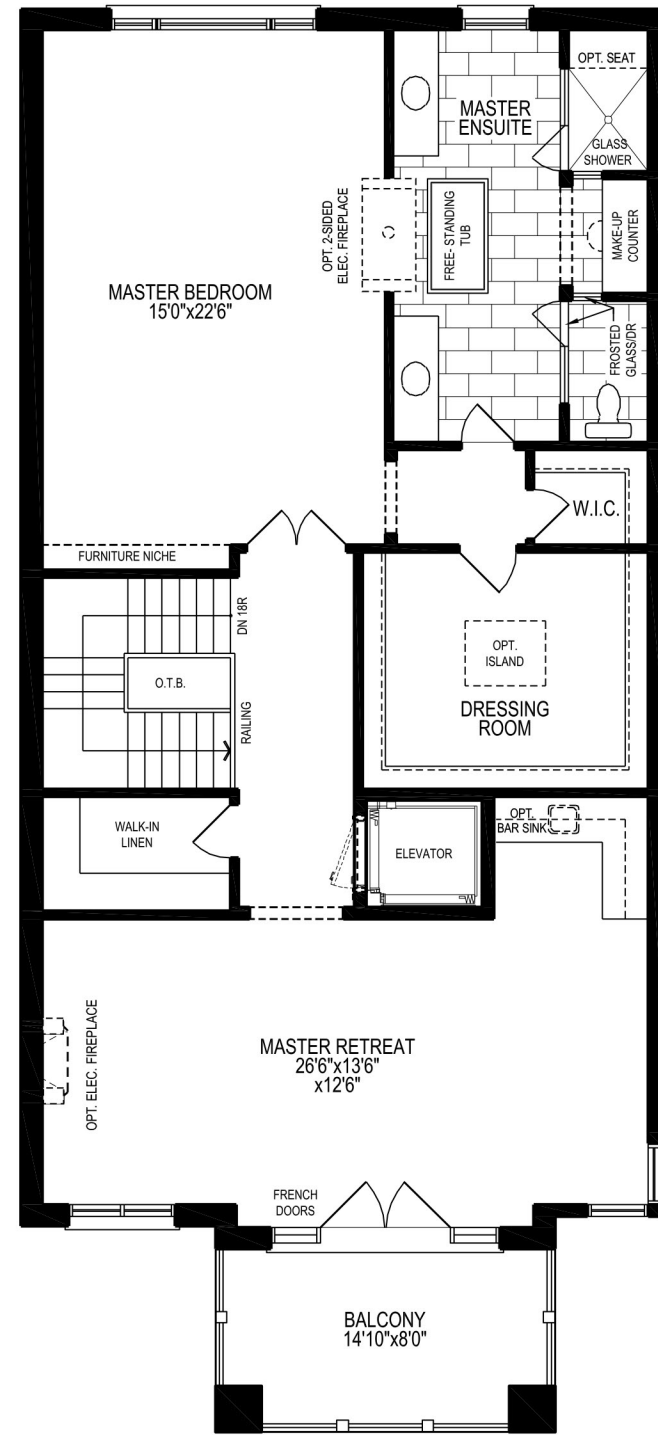 OPT. SEAT
MASTER
ENSUITE
GLASS
SHOWER
OPT. 2-SIDED
ELEC. FIREPLACE
FREE- STANDING
TUB
MAKE-UP
COUNTER
MASTER BEDROOM
15'0"x22'6"
FROSTED
GLASS/DR
W.I.C.
FURNITURE NICHE
DN 18R
O.T.B.
RAILING
OPT.
ISLAND
DRESSING
ROOM
WALK-IN
LINEN
ELEVATOR
OPT.
BAR SINK
OPT. ELEC. FIREPLACE
MASTER RETREAT
26'6"x13'6"
x12'6"
FRENCH
DOORS
BALCONY
14'10"x8'0"